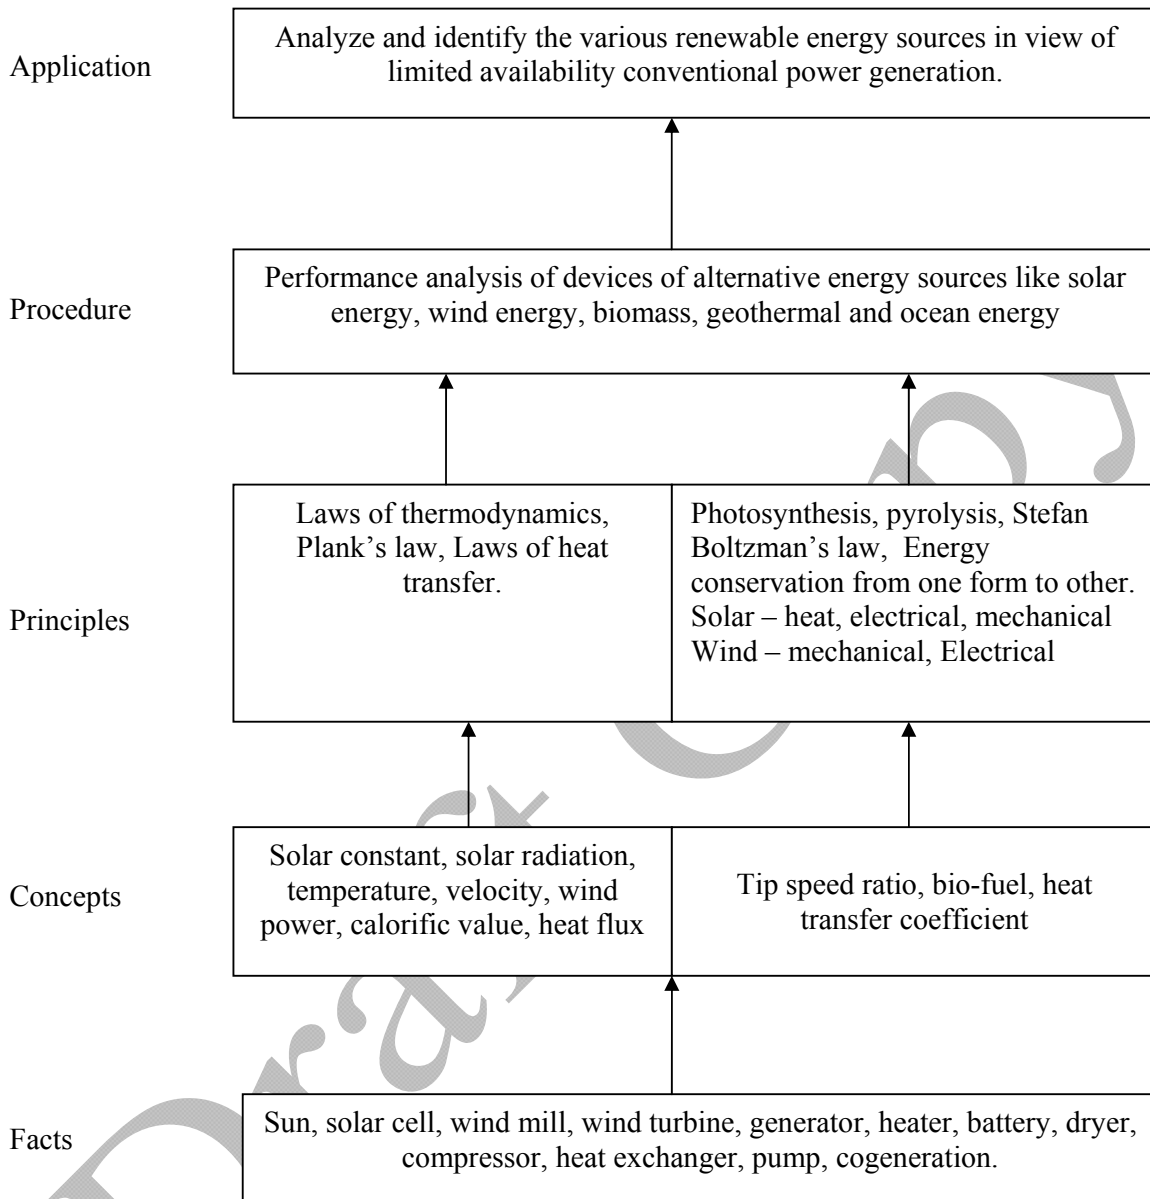 Application
Analyze and identify the various renewable energy sources in view of
limited availability conventional power generation.
Procedure
Performance analysis of devices of alternative energy sources like solar
energy, wind energy, biomass, geothermal and ocean energy
Principles
Laws of thermodynamics,
Plank’s law, Laws of heat
transfer.
Photosynthesis, pyrolysis, Stefan
Boltzman’s law,  Energy
conservation from one form to other.
Solar – heat, electrical, mechanical
Wind – mechanical, Electrical
Concepts
Solar constant, solar radiation,
temperature, velocity, wind
power, calorific value, heat flux
Tip speed ratio, bio-fuel, heat
transfer coefficient
Facts
Sun, solar cell, wind mill, wind turbine, generator, heater, battery, dryer,
compressor, heat exchanger, pump, cogeneration.
Draft Copy